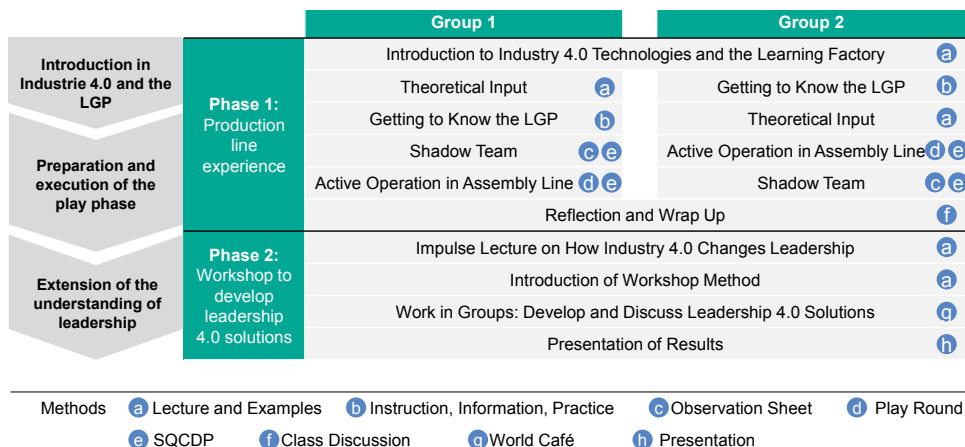 Group 1 Group 2
Introduction in
Industrie 4.0 and the
LGP
Preparation and
execution of the
play phase
Extension of the
understanding of
leadership
Phase 1:
Production
line
experience
Phase 2:
Workshop to
develop
leadership
4.0 solutions
Introduction to Industry 4.0 Technologies and the Learning Factory a
Theoretical Input a Getting to Know the LGP b
Getting to Know the LGP b Theoretical Input a
Shadow Team c e Active Operation in Assembly Line d e
Active Operation in Assembly Line d e Shadow Team c e
Reflection and Wrap Up f
Impulse Lecture on How Industry 4.0 Changes Leadership a
Introduction of Workshop Method a
Work in Groups: Develop and Discuss Leadership 4.0 Solutions g
Presentation of Results h
Methods a Lecture and Examples b Instruction, Information, Practice c Observation Sheet d Play Round
e SQCDP f Class Discussion g World Café h Presentation